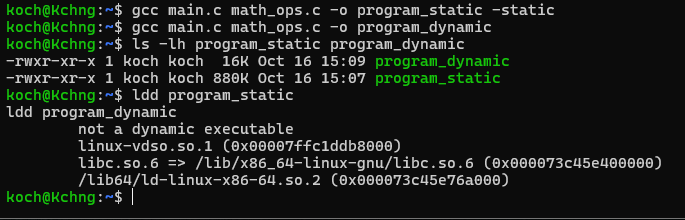 koch@Kchng:~$ gcc main.c math_ops.c -o program_static -static
koch@Kchng:~$ gcc main.c math_ops.c -o program_dynamic
koch@Kchng:~$ ls -lh program_static program_dynamic
-rwxr-xr-x 1 koch koch  16K Oct 16 15:09 program_dynamic
-rwxr-xr-x 1 koch koch 880K Oct 16 15:07 program_static
koch@Kchng:~$ ldd program_static
ldd program_dynamic
        not a dynamic executable
        linux-vdso.so.1 (0x00007ffc1ddb8000)
        libc.so.6 => /lib/x86_64-linux-gnu/libc.so.6 (0x000073c45e400000)
        /lib64/ld-linux-x86-64.so.2 (0x000073c45e76a000)
koch@Kchng:~$